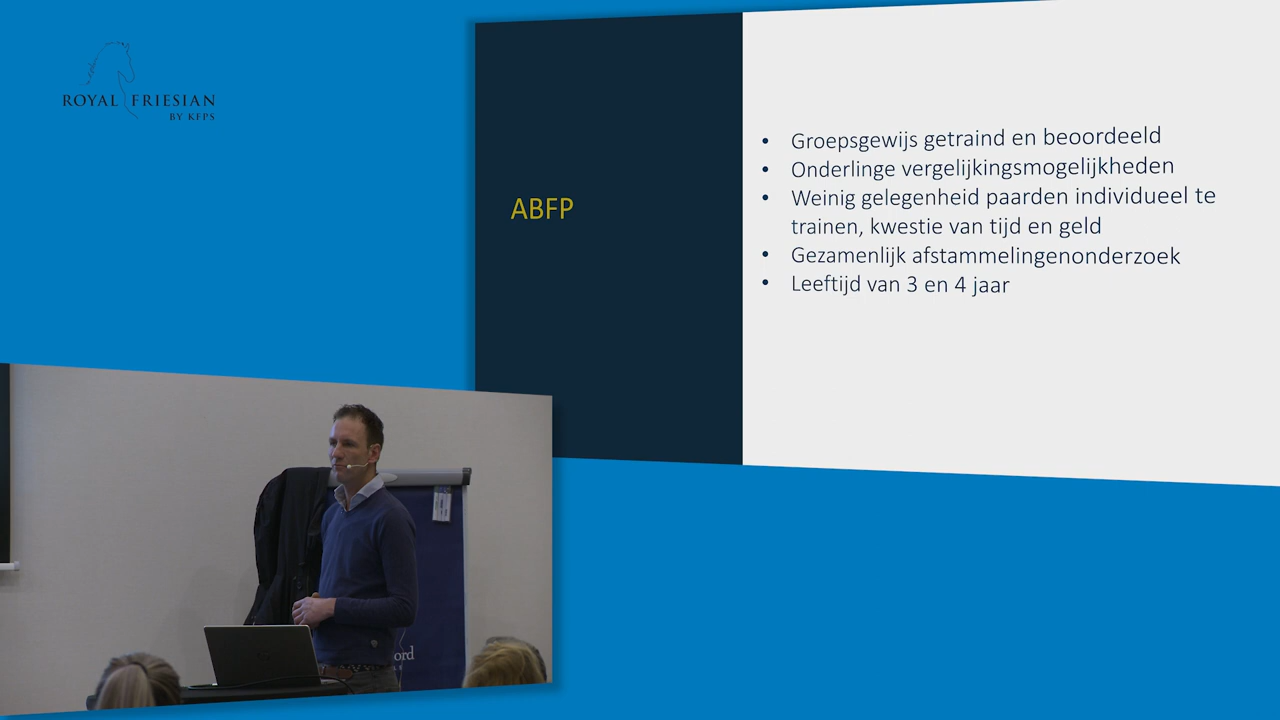 ROYAL FRIESIAN
BY KFPS
ABFP
• Groepsgewijs getraind en beoordeeld
• Onderlinge vergelijkingsmogelijkheden
• Weinig gelegenheid paarden individueel te
trainen, kwestie van tijd en geld
• Gezamenlijk afstammelingenonderzoek
• Leeftijd van 3 en 4 jaar